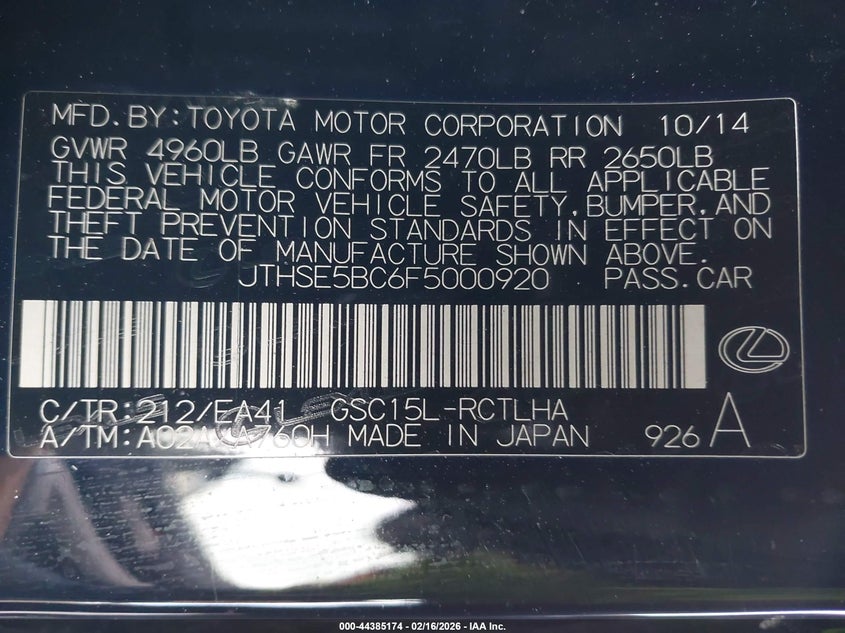 MFD. BY: TOYOTA MOTOR CORPORATION 10/14
GVWR 4960LB GAWR FR 2470LB RR 2650LB
THIS VEHICLE CONFORMS TO ALL APPLICABLE
FEDERAL MOTOR VEHICLE SAFETY, BUMPER, AND
THEFT PREVENTION STANDARDS IN EFFECT ON
THE DATE OF MANUFACTURE SHOWN ABOVE.
JTHSE5BC6F5000920 PASS. CAR
C/TR: 212/EA41 GSC15L-RCTLHA
A/TM: A760H MADE IN JAPAN 926 A
000-44385174 - 02/16/2026 - IAA Inc.